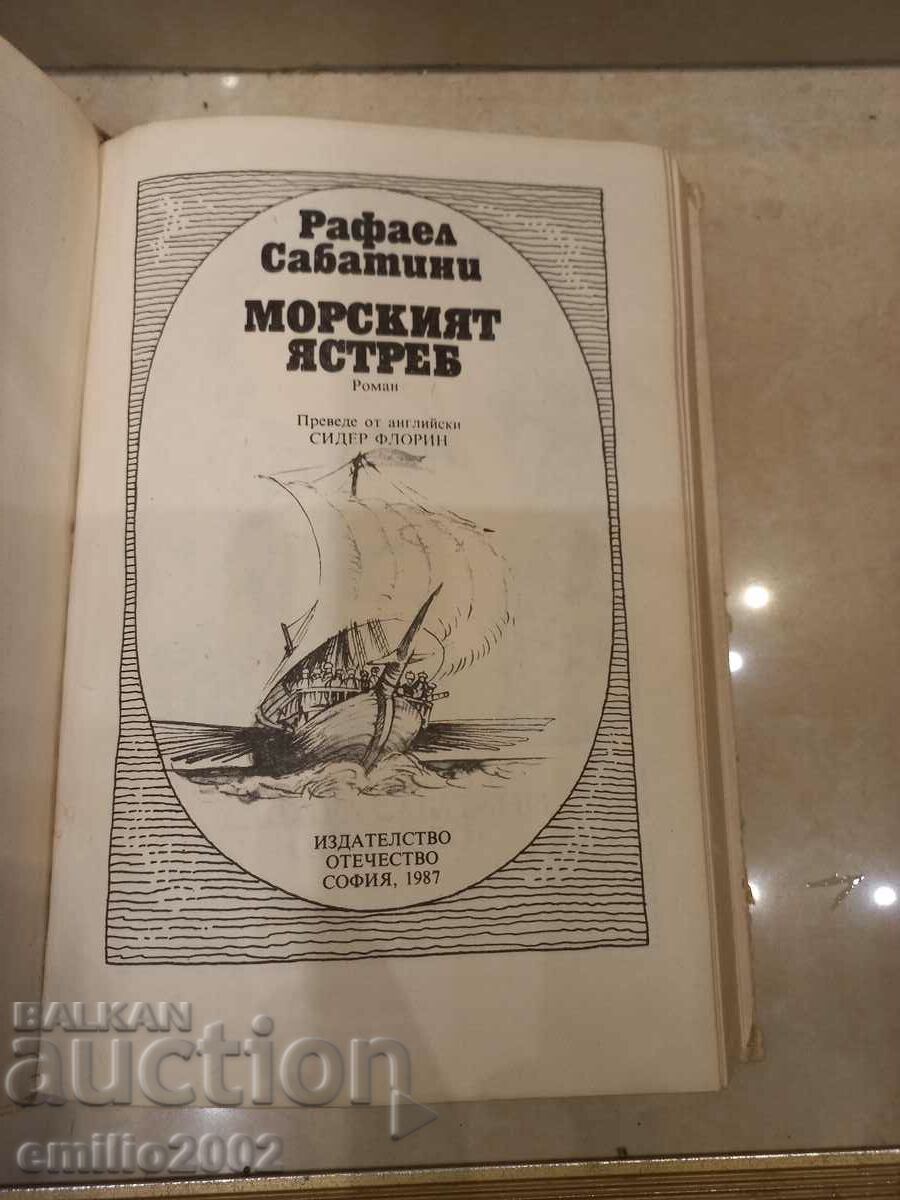 Рафаел
Сабатини
МОРСКИЯТ
ЯСТРЕБ
Роман
Преведе от английски
СИДЕР ФЛОРИН
ИЗДАТЕЛСТВО
ОТЕЧЕСТВО
СОФИЯ, 1987
BALKAN
auction
emilio2002